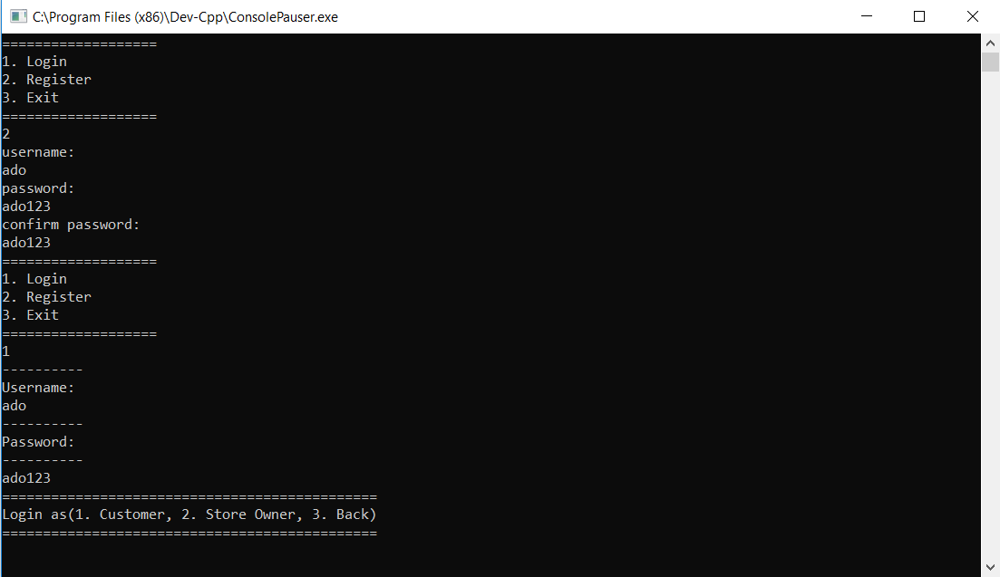 C:\Program Files (x86)\Dev-Cpp\ConsolePauser.exe
===================
1. Login
2. Register
3. Exit
===================
2
username:
ado
password:
ado123
confirm password:
ado123
===================
1. Login
2. Register
3. Exit
===================
1
----------
Username:
ado
----------
Password:
----------
ado123
==============================================
Login as(1. Customer, 2. Store Owner, 3. Back)
==============================================